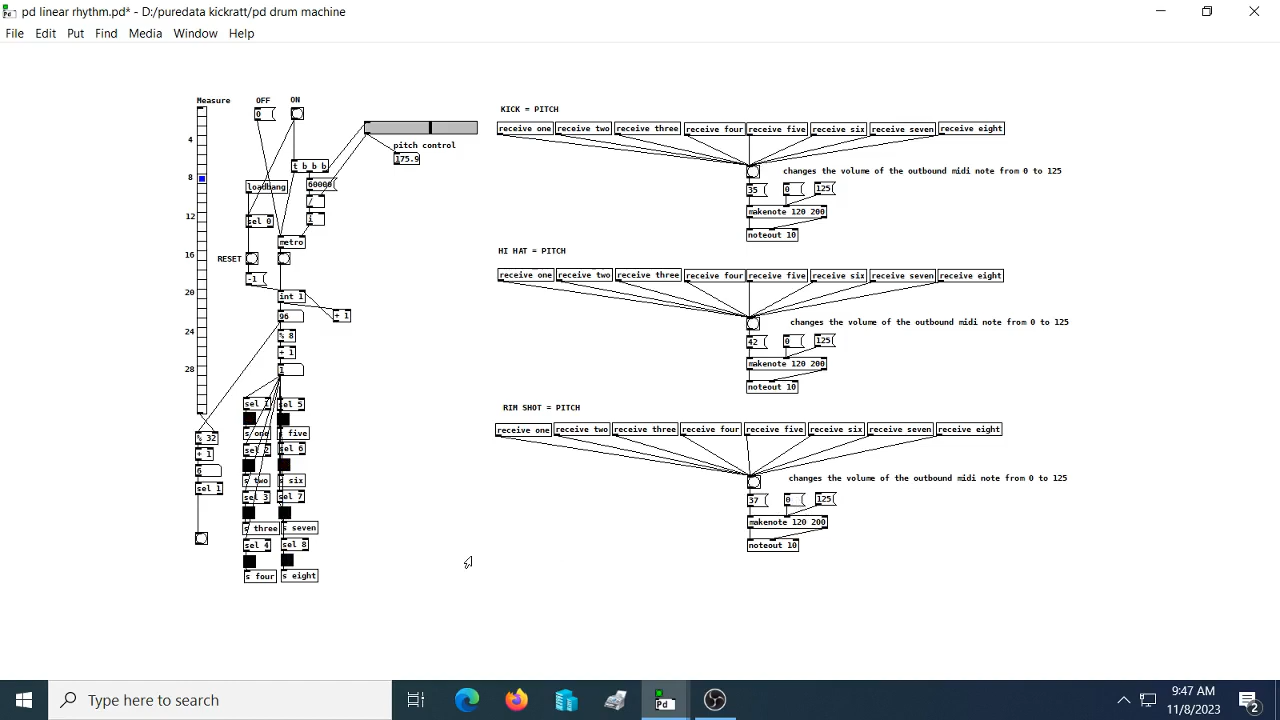 pd linear rhythm.pd* - D:/puredata kickratt/pd drum machine
File Edit Put Find Media Window Help
Measure OFF ON
0
4
8
12
16
20
24
28
t b b b
pitch control
175.9
60000
loadbang
/
i
sel 0
metro
RESET
-1
int 1
96
+ 1
% 8
+ 1
1
sel 1 sel 5
s one s five
sel 2 sel 6
s two s six
sel 3 sel 7
s three s seven
sel 4 sel 8
s four s eight
% 32
+ 1
6
sel 1
KICK = PITCH
receive one receive two receive three receive four receive five receive six receive seven receive eight
changes the volume of the outbound midi note from 0 to 125
35 0 125
makenote 120 200
noteout 10
HI HAT = PITCH
receive one receive two receive three receive four receive five receive six receive seven receive eight
changes the volume of the outbound midi note from 0 to 125
42 0 125
makenote 120 200
noteout 10
RIM SHOT = PITCH
receive one receive two receive three receive four receive five receive six receive seven receive eight
changes the volume of the outbound midi note from 0 to 125
37 0 125
makenote 120 200
noteout 10
Type here to search
Pd
9:47 AM
11/8/2023
2